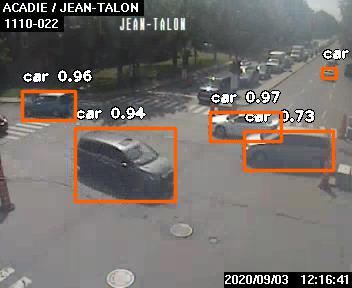 ACADIE / JEAN-TALON
1110-022
JEAN-TALON
car
car 0.96
car 0.97
car 0.94
car 0.73
2020/09/03 12:16:41